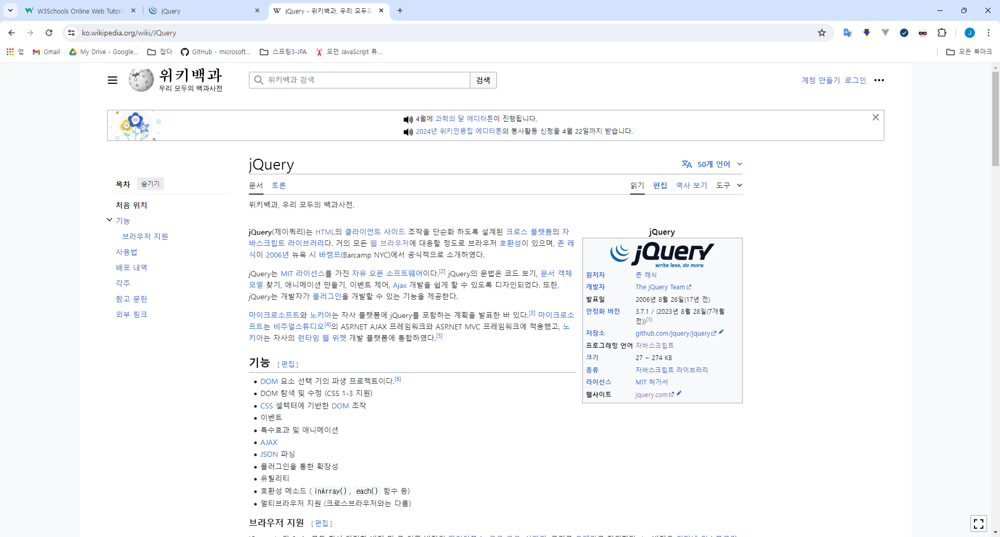 W3Schools Online Web Tutoria
jQuery
jQuery - 위키백과, 우리 모두의
ko.wikipedia.org/wiki/JQuery
앱
Gmail
My Drive - Google...
잡다
GitHub - microsoft...
스프링3-JPA
모던 JavaScript 튜...
모든 북마크
위키백과
우리 모두의 백과사전
위키백과 검색
검색
계정 만들기 로그인
4월에 과학의 달 에디터톤이 진행됩니다.
2024년 위키인용집 에디터톤의 봉사활동 신청을 4월 22일까지 받습니다.
목차 숨기기
처음 위치
기능
브라우저 지원
사용법
배포 내역
각주
참고 문헌
외부 링크
jQuery
50개 언어
문서 토론
읽기 편집 역사 보기 도구
위키백과, 우리 모두의 백과사전.
jQuery(제이쿼리)는 HTML의 클라이언트 사이드 조작을 단순화 하도록 설계된 크로스 플랫폼의 자
바스크립트 라이브러리다. 거의 모든 웹 브라우저에 대응할 정도로 브라우저 호환성이 있으며, 존 레
식이 2006년 뉴욕 시 바캠프(Barcamp NYC)에서 공식적으로 소개하였다.
jQuery는 MIT 라이선스를 가진 자유 오픈 소프트웨어이다.[2] jQuery의 문법은 코드 보기, 문서 객체
모델 찾기, 애니메이션 만들기, 이벤트 제어, Ajax 개발을 쉽게 할 수 있도록 디자인되었다. 또한,
jQuery는 개발자가 플러그인을 개발할 수 있는 기능을 제공한다.
마이크로소프트와 노키아는 자사 플랫폼에 jQuery를 포함하는 계획을 발표한 바 있다.[3] 마이크로소
프트는 비주얼스튜디오[4]의 ASP.NET AJAX 프레임워크와 ASP.NET MVC 프레임워크에 적용했고, 노
키아는 자사의 런타임 웹 위젯 개발 플랫폼에 통합하였다.[5]
기능 [ 편집 ]
DOM 요소 선택 기의 파생 프로젝트이다.[6]
DOM 탐색 및 수정 (CSS 1-3 지원)
CSS 셀렉터에 기반한 DOM 조작
이벤트
특수효과 및 애니메이션
AJAX
JSON 파싱
플러그인을 통한 확장성
유틸리티
호환성 메소드 ( inArray() , each() 함수 등)
멀티브라우저 지원 (크로스브라우저와는 다름)
브라우저 지원 [ 편집 ]
jQuery
jQuery
write less, do more.
원저자 존 레식
개발자 The jQuery Team
발표일 2006년 8월 26일(17년 전)
안정화 버전 3.7.1 / (2023년 8월 28일(7개월
전))[1]
저장소 github.com/jquery/jquery
프로그래밍 언어 자바스크립트
크기 27 ~ 274 KB
종류 자바스크립트 라이브러리
라이선스 MIT 허가서
웹사이트 jquery.com